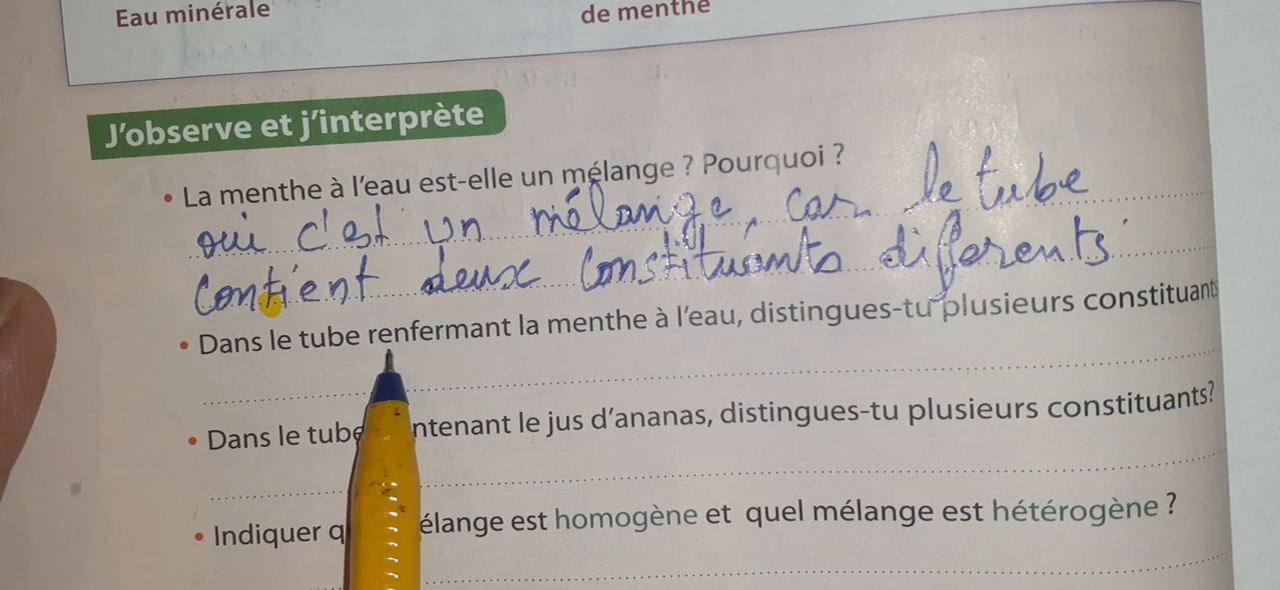 Eau minérale
de menthe
J'observe et j'interprète
• La menthe à l'eau est-elle un mélange ? Pourquoi ?
oui c'est un mélange, car le tube
contient deux constituants differents.
• Dans le tube renfermant la menthe à l'eau, distingues-tu plusieurs constituant
• Dans le tube ntenant le jus d'ananas, distingues-tu plusieurs constituants?
• Indiquer q élange est homogène et quel mélange est hétérogène ?